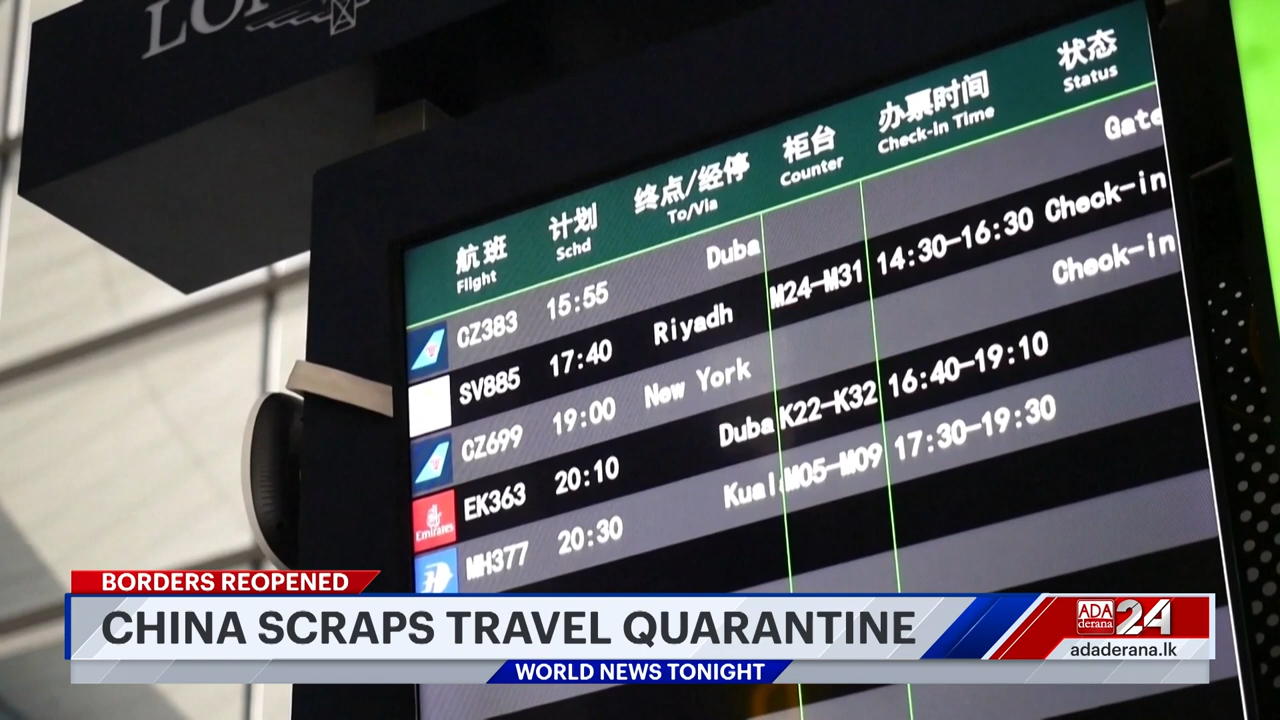 航班 计划 终点/经停 柜台 办票时间 状态
Flight Schd To/Via Counter Check-in Time Status
CZ383 15:55 Duba Gate
SV885 17:40 Riyadh M24-M31 14:30-16:30 Check-in
CZ699 19:00 New York Check-in
EK363 20:10 Duba K22-K32 16:40-19:10
Emirates
MH377 20:30 Kual M05-M09 17:30-19:30
BORDERS REOPENED
CHINA SCRAPS TRAVEL QUARANTINE
ADA derana 24
adaderana.lk
WORLD NEWS TONIGHT